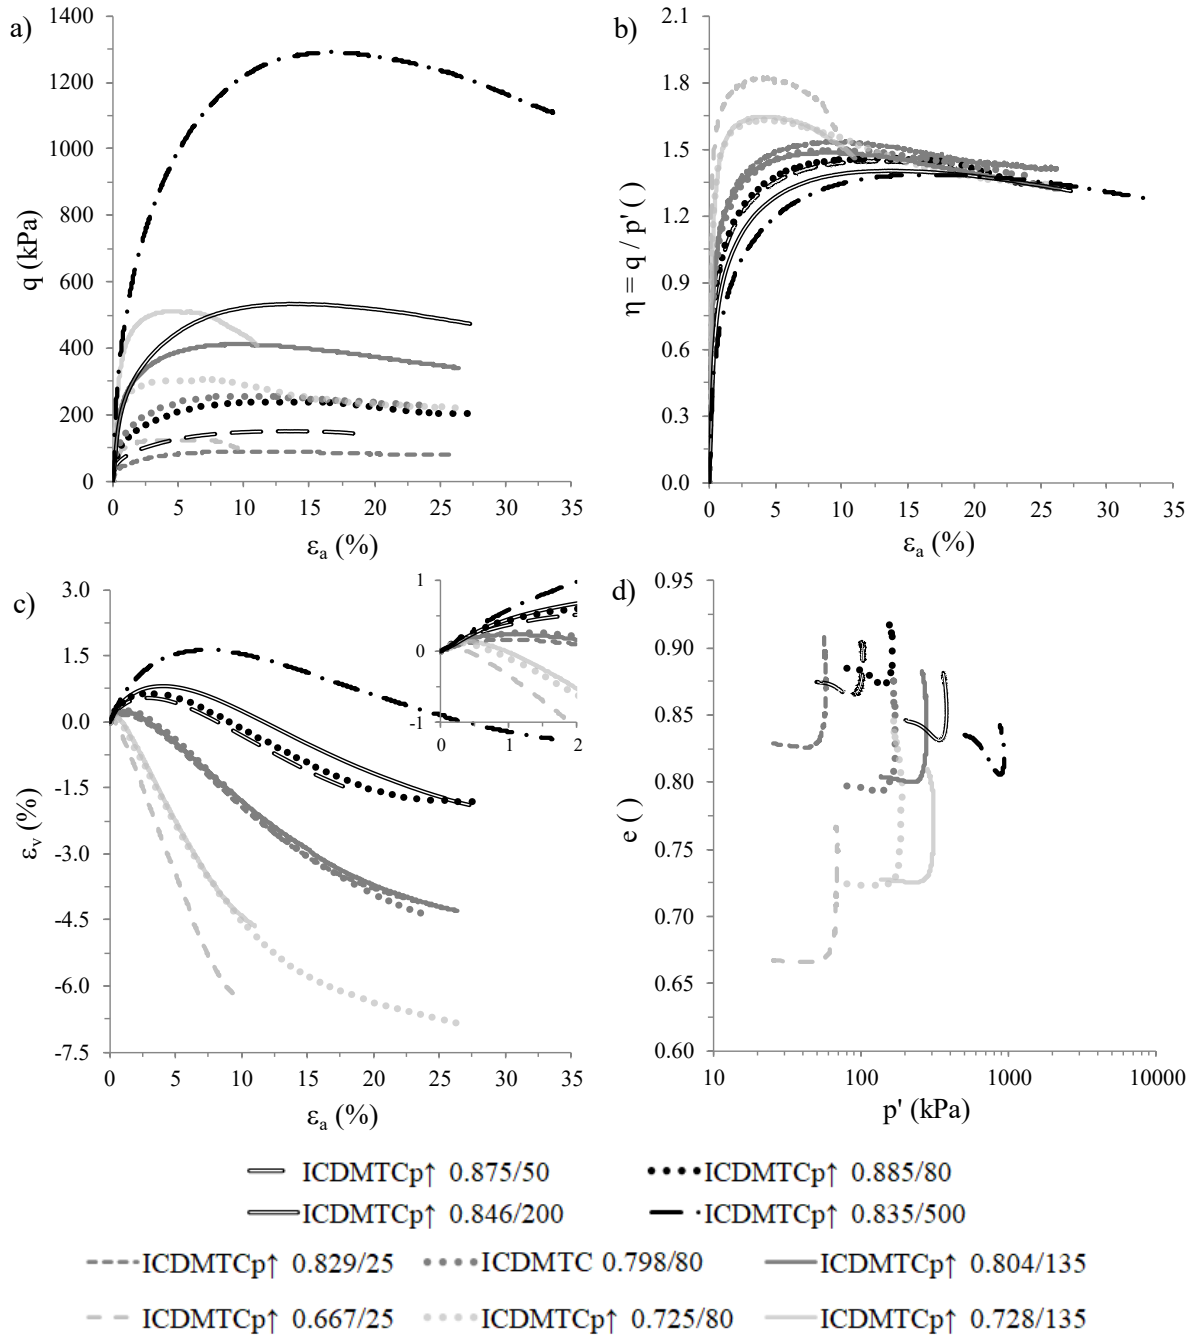 a)
1400
1200
1000
800
600
400
200
0
q (kPa)
0 5 10 15 20 25 30 35
εa (%)
b)
2.1
1.8
1.5
1.2
0.9
0.6
0.3
0.0
η = q / p' ( )
0 5 10 15 20 25 30 35
εa (%)
c)
3.0
1.5
0.0
-1.5
-3.0
-4.5
-6.0
-7.5
εv (%)
0 5 10 15 20 25 30 35
εa (%)
1
0
-1
0 1 2
d)
0.95
0.90
0.85
0.80
0.75
0.70
0.65
0.60
e ( )
10 100 1000 10000
p' (kPa)
ICDMTCp↑ 0.875/50 ICDMTCp↑ 0.885/80
ICDMTCp↑ 0.846/200 ICDMTCp↑ 0.835/500
ICDMTCp↑ 0.829/25 ICDMTC 0.798/80 ICDMTCp↑ 0.804/135
ICDMTCp↑ 0.667/25 ICDMTCp↑ 0.725/80 ICDMTCp↑ 0.728/135